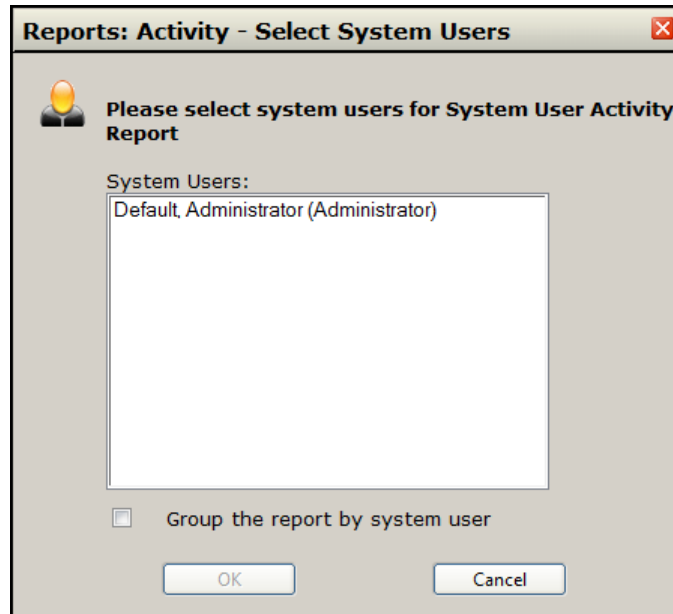 Reports: Activity - Select System Users
Please select system users for System User Activity
Report
System Users:
Default, Administrator (Administrator)
Group the report by system user
OK
Cancel